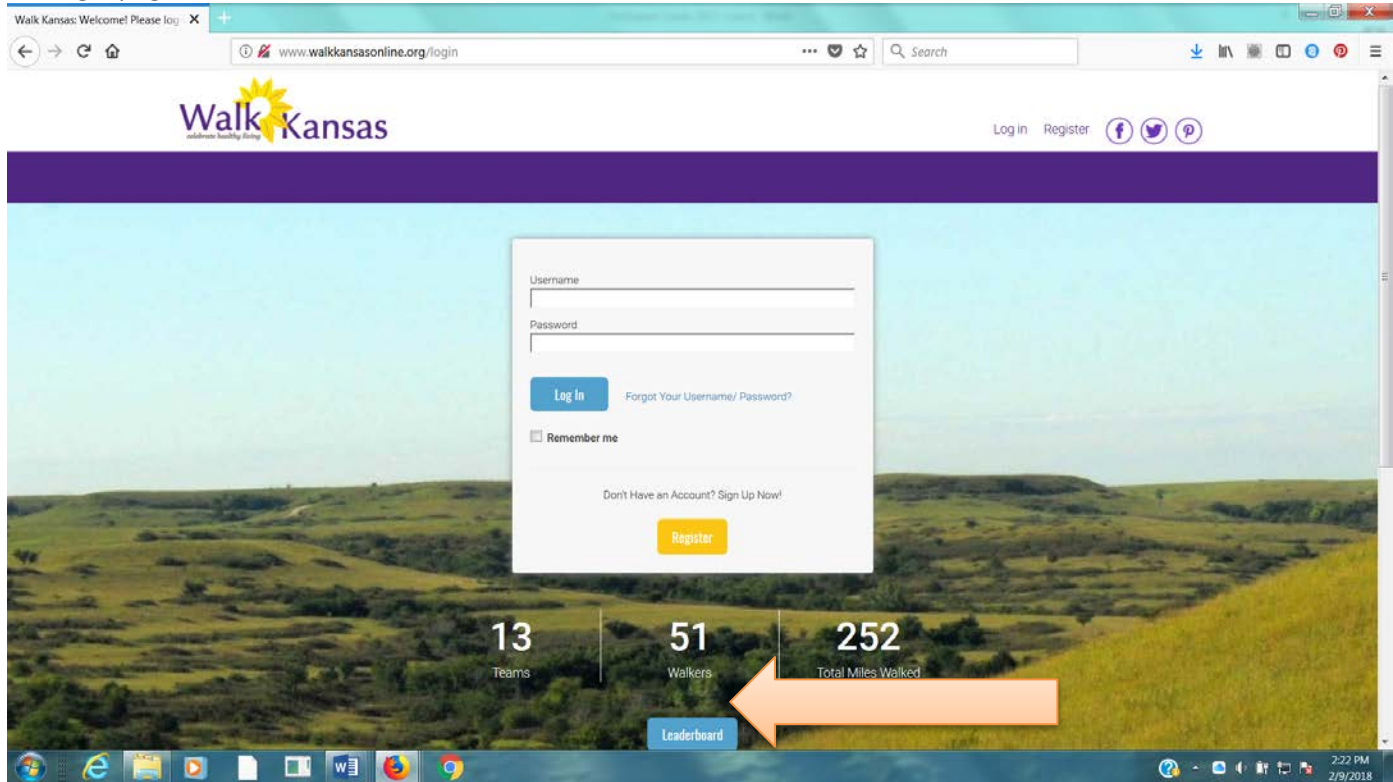 Walk Kansas: Welcome! Please log
www.walkkansasonline.org/login
Search
Walk Kansas
celebrate healthy living
Log in Register
Username
Password
Log In Forgot Your Username/ Password?
Remember me
Don't Have an Account? Sign Up Now!
Register
13 51 252
Teams Walkers Total Miles Walked
Leaderboard
2:22 PM
2/9/2018